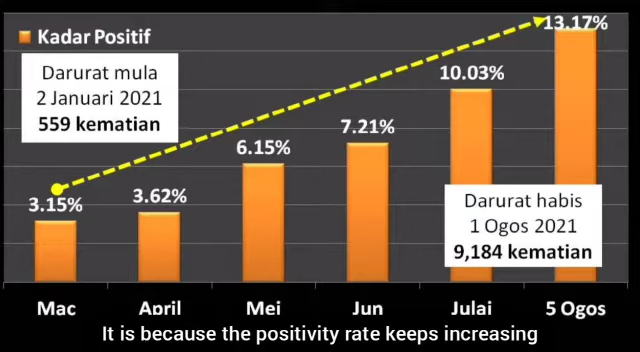 Kadar Positif
Darurat mula
2 Januari 2021
559 kematian
13.17%
10.03%
7.21%
6.15%
3.62%
3.15%
Darurat habis
1 Ogos 2021
9,184 kematian
Mac April Mei Jun Julai 5 Ogos
It is because the positivity rate keeps increasing